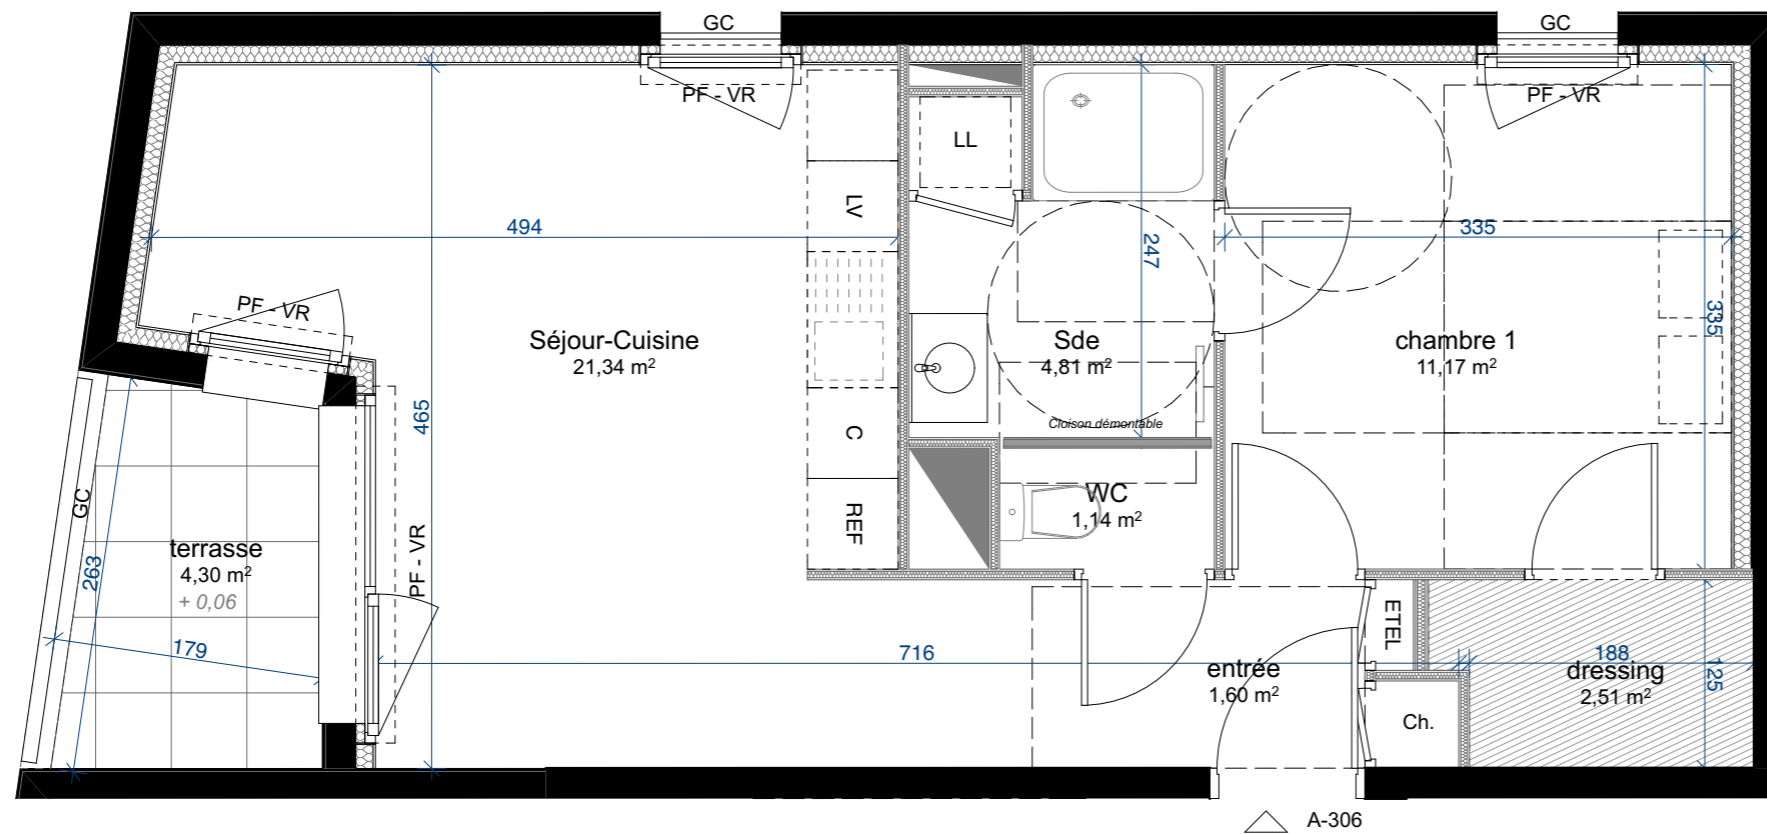 GC
GC
PF - VR
PF - VR
LL
LV
494
247
335
PF - VR
Séjour-Cuisine
21,34 m²
Sde
4,81 m²
chambre 1
11,17 m²
335
465
Cloison démontable
C
GC
WC
1,14 m²
REF
terrasse
4,30 m²
+ 0,06
263
PF - VR
179
716
ETEL
entrée
1,60 m²
188
dressing
2,51 m²
125
Ch.
A-306